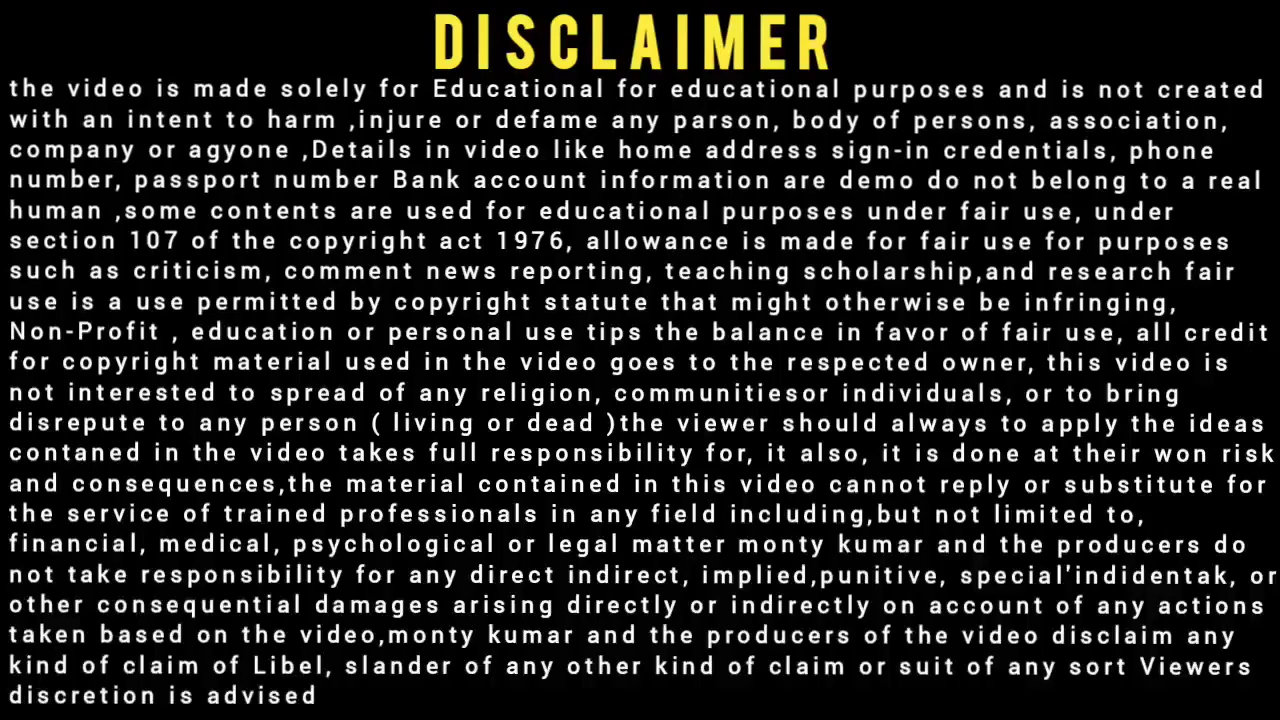 DISCLAIMER
the video is made solely for Educational for educational purposes and is not created
with an intent to harm ,injure or defame any parson, body of persons, association,
company or agyone ,Details in video like home address sign-in credentials, phone
number, passport number Bank account information are demo do not belong to a real
human ,some contents are used for educational purposes under fair use, under
section 107 of the copyright act 1976, allowance is made for fair use for purposes
such as criticism, comment news reporting, teaching scholarship,and research fair
use is a use permitted by copyright statute that might otherwise be infringing,
Non-Profit , education or personal use tips the balance in favor of fair use, all credit
for copyright material used in the video goes to the respected owner, this video is
not interested to spread of any religion, communitiesor individuals, or to bring
disrepute to any person ( living or dead )the viewer should always to apply the ideas
contaned in the video takes full responsibility for, it also, it is done at their won risk
and consequences,the material contained in this video cannot reply or substitute for
the service of trained professionals in any field including,but not limited to,
financial, medical, psychological or legal matter monty kumar and the producers do
not take responsibility for any direct indirect, implied,punitive, special'indidentak, or
other consequential damages arising directly or indirectly on account of any actions
taken based on the video,monty kumar and the producers of the video disclaim any
kind of claim of Libel, slander of any other kind of claim or suit of any sort Viewers
discretion is advised